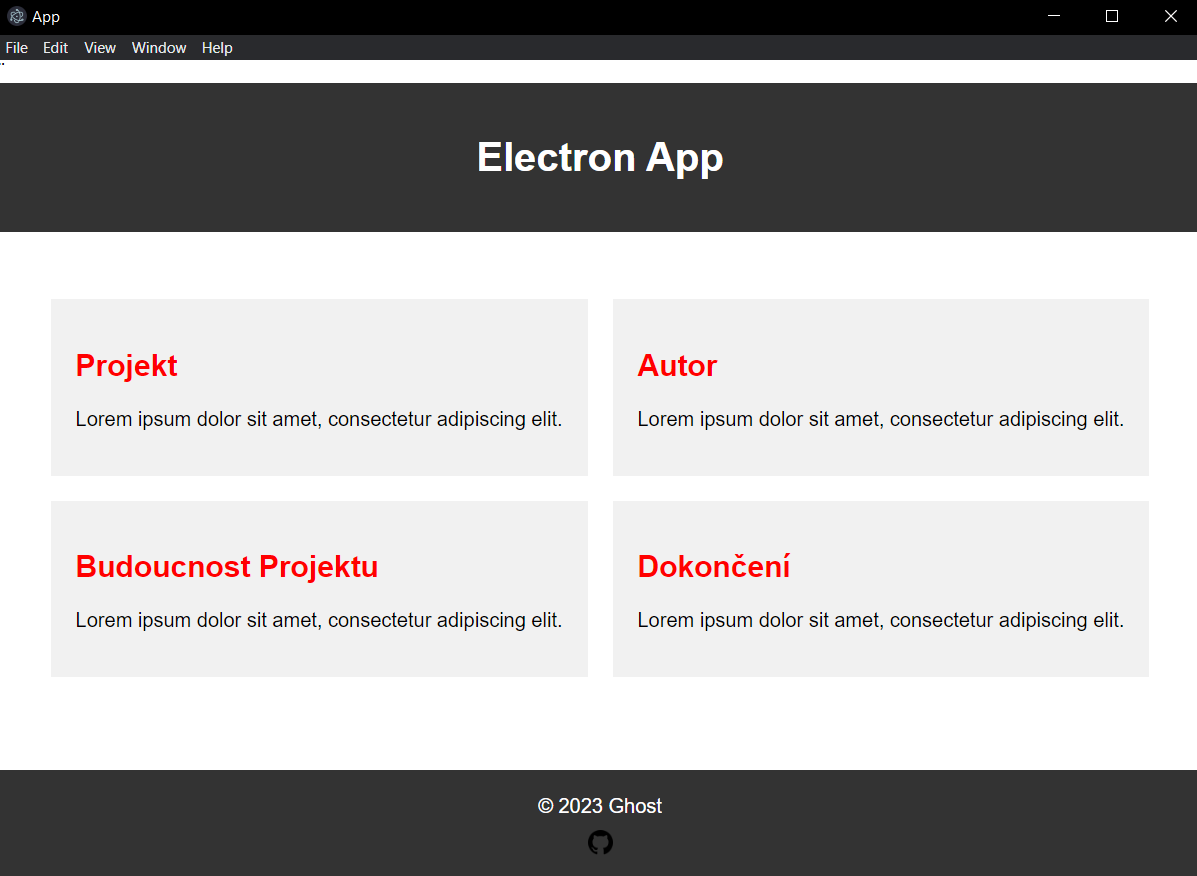 App
File Edit View Window Help
¨
Electron App
Projekt
Lorem ipsum dolor sit amet, consectetur adipiscing elit.
Autor
Lorem ipsum dolor sit amet, consectetur adipiscing elit.
Budoucnost Projektu
Lorem ipsum dolor sit amet, consectetur adipiscing elit.
Dokončení
Lorem ipsum dolor sit amet, consectetur adipiscing elit.
© 2023 Ghost